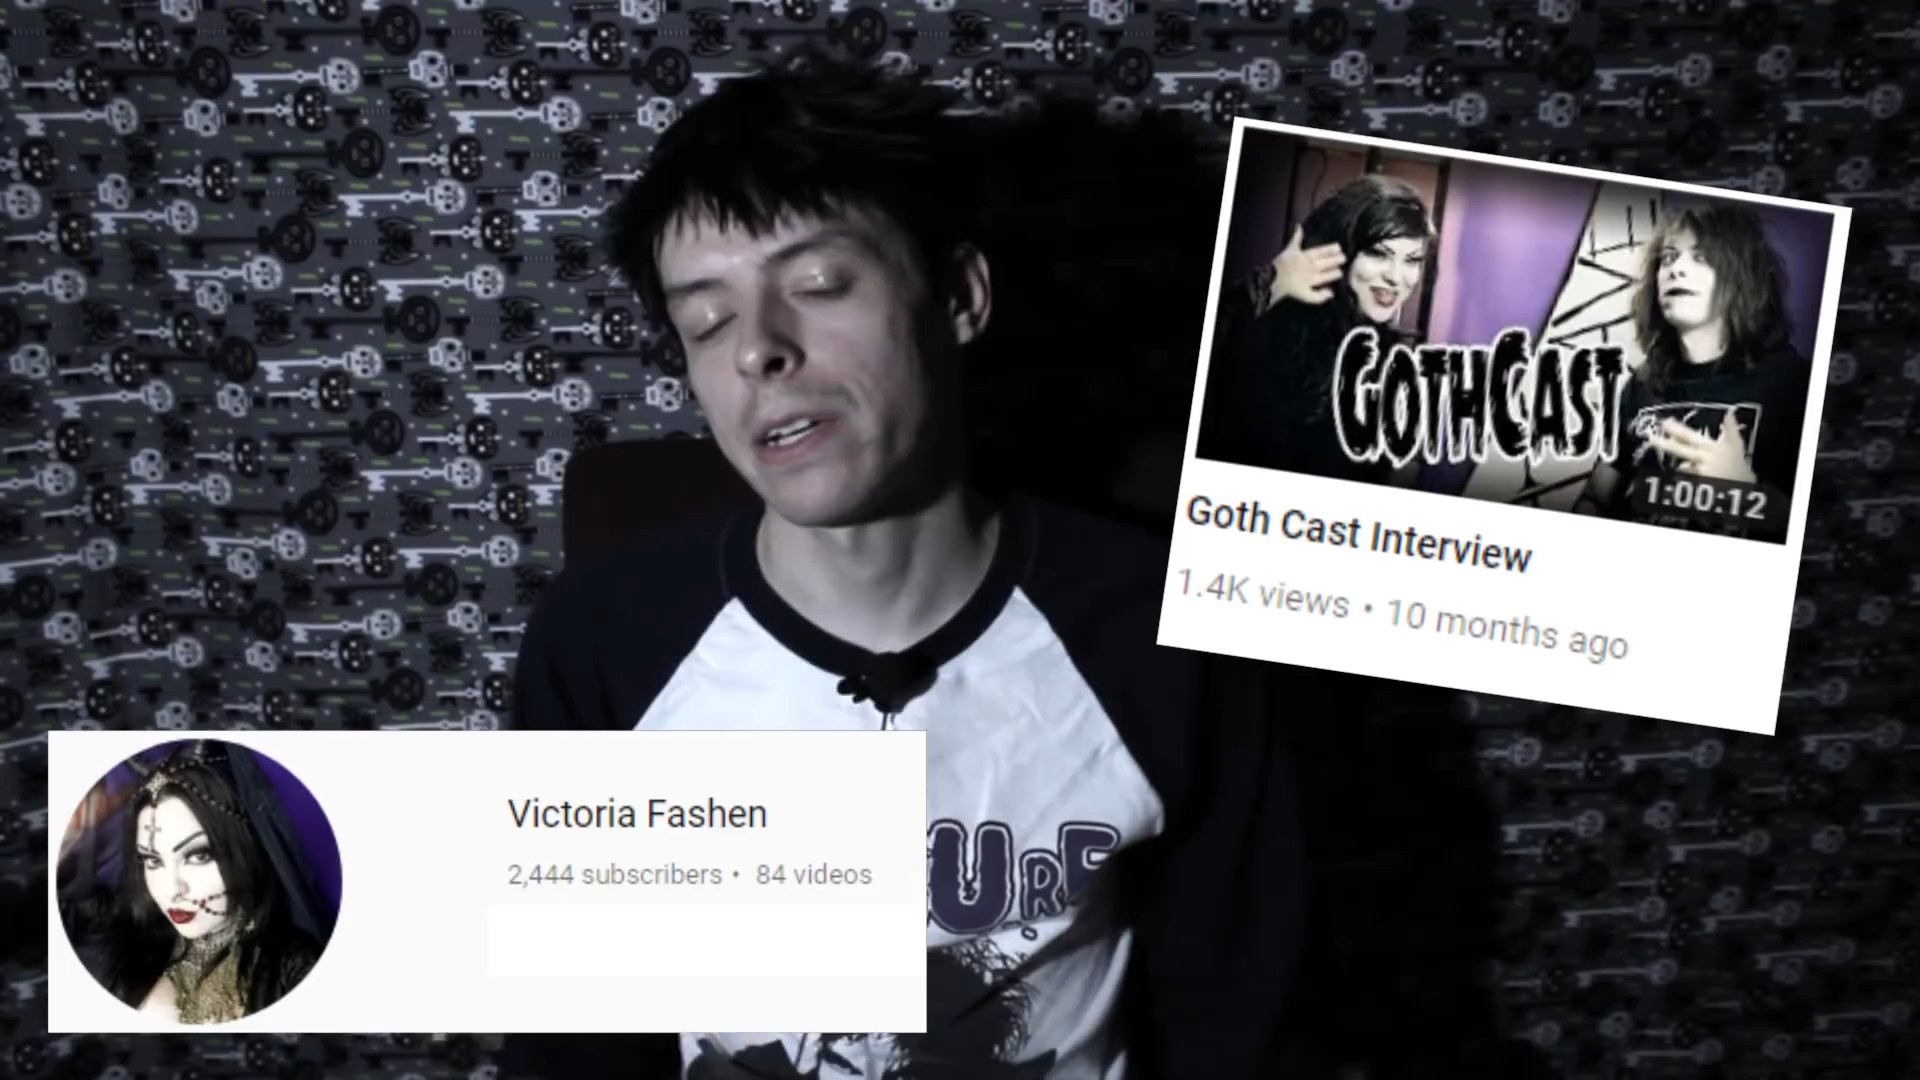 GOTHCAST
1:00:12
Goth Cast Interview
1.4K views • 10 months ago
Victoria Fashen
2,444 subscribers • 84 videos
URE